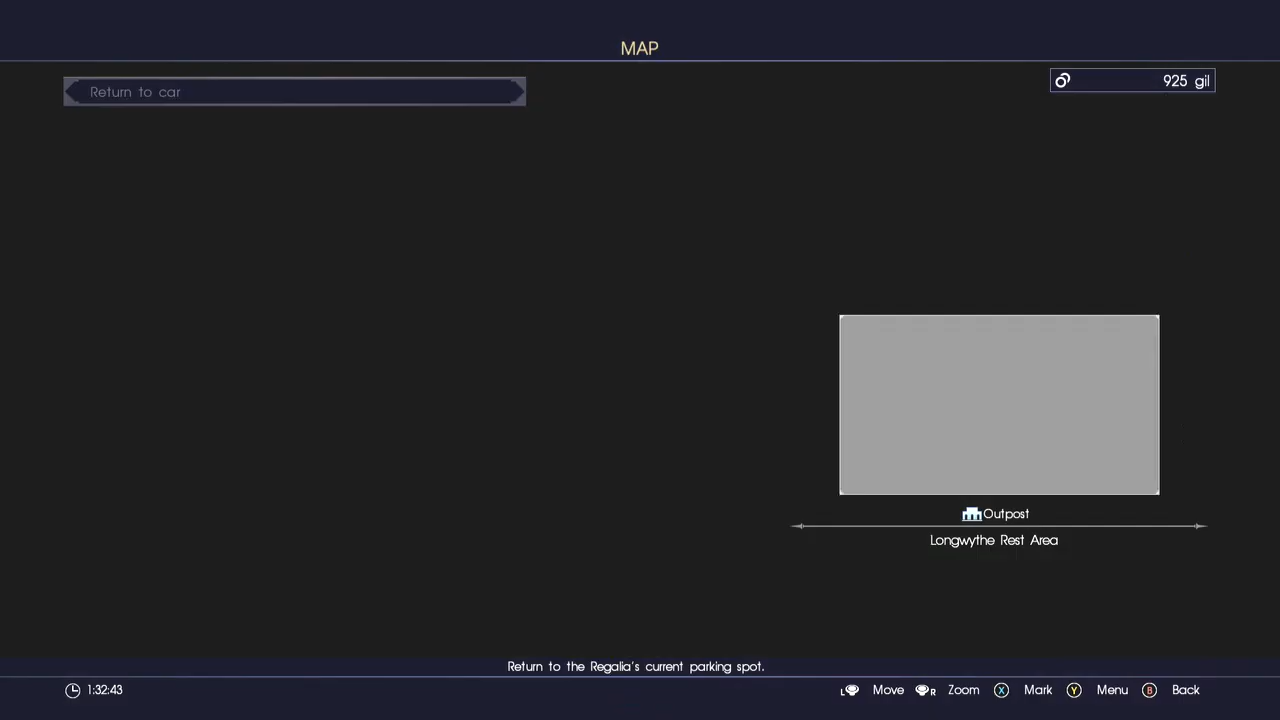 MAP
Return to car
925 gil
Outpost
Longwythe Rest Area
Return to the Regalia's current parking spot.
1:32:43
L Move R Zoom X Mark Y Menu B Back